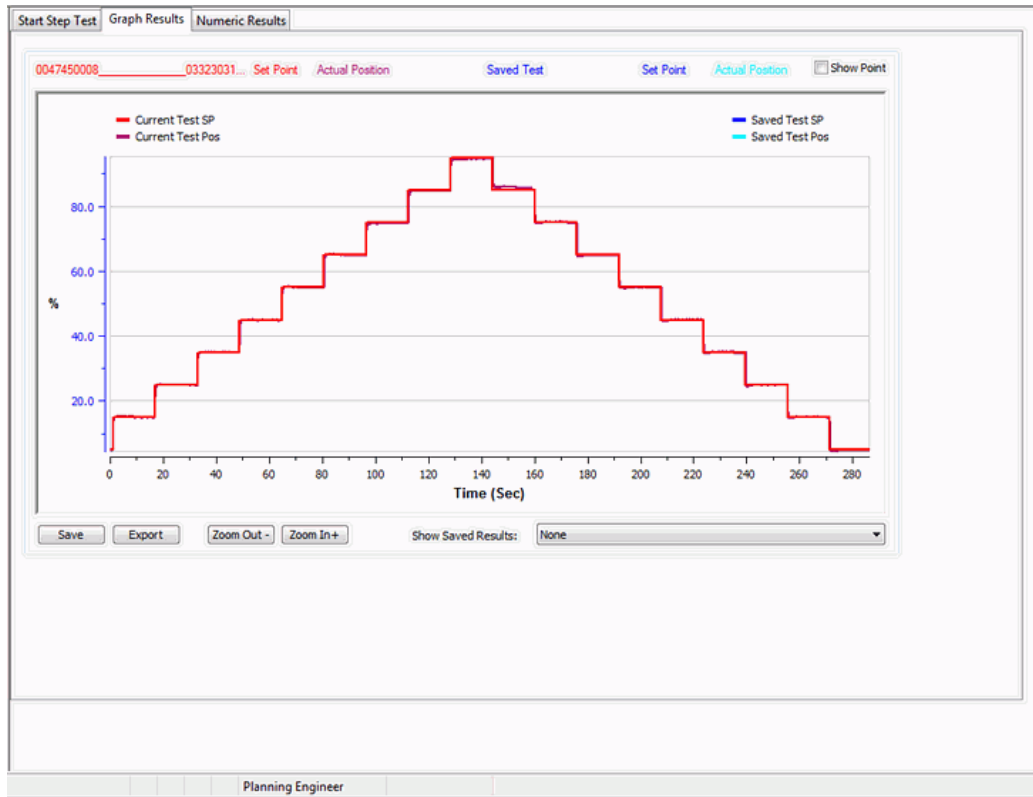 Start Step Test Graph Results Numeric Results
0047450008______________03323031... Set Point Actual Position Saved Test Set Point Actual Position Show Point
Current Test SP Saved Test SP
Current Test Pos Saved Test Pos
80.0
60.0
%
40.0
20.0
0 20 40 60 80 100 120 140 160 180 200 220 240 260 280
Time (Sec)
Save Export Zoom Out - Zoom In+ Show Saved Results: None
Planning Engineer